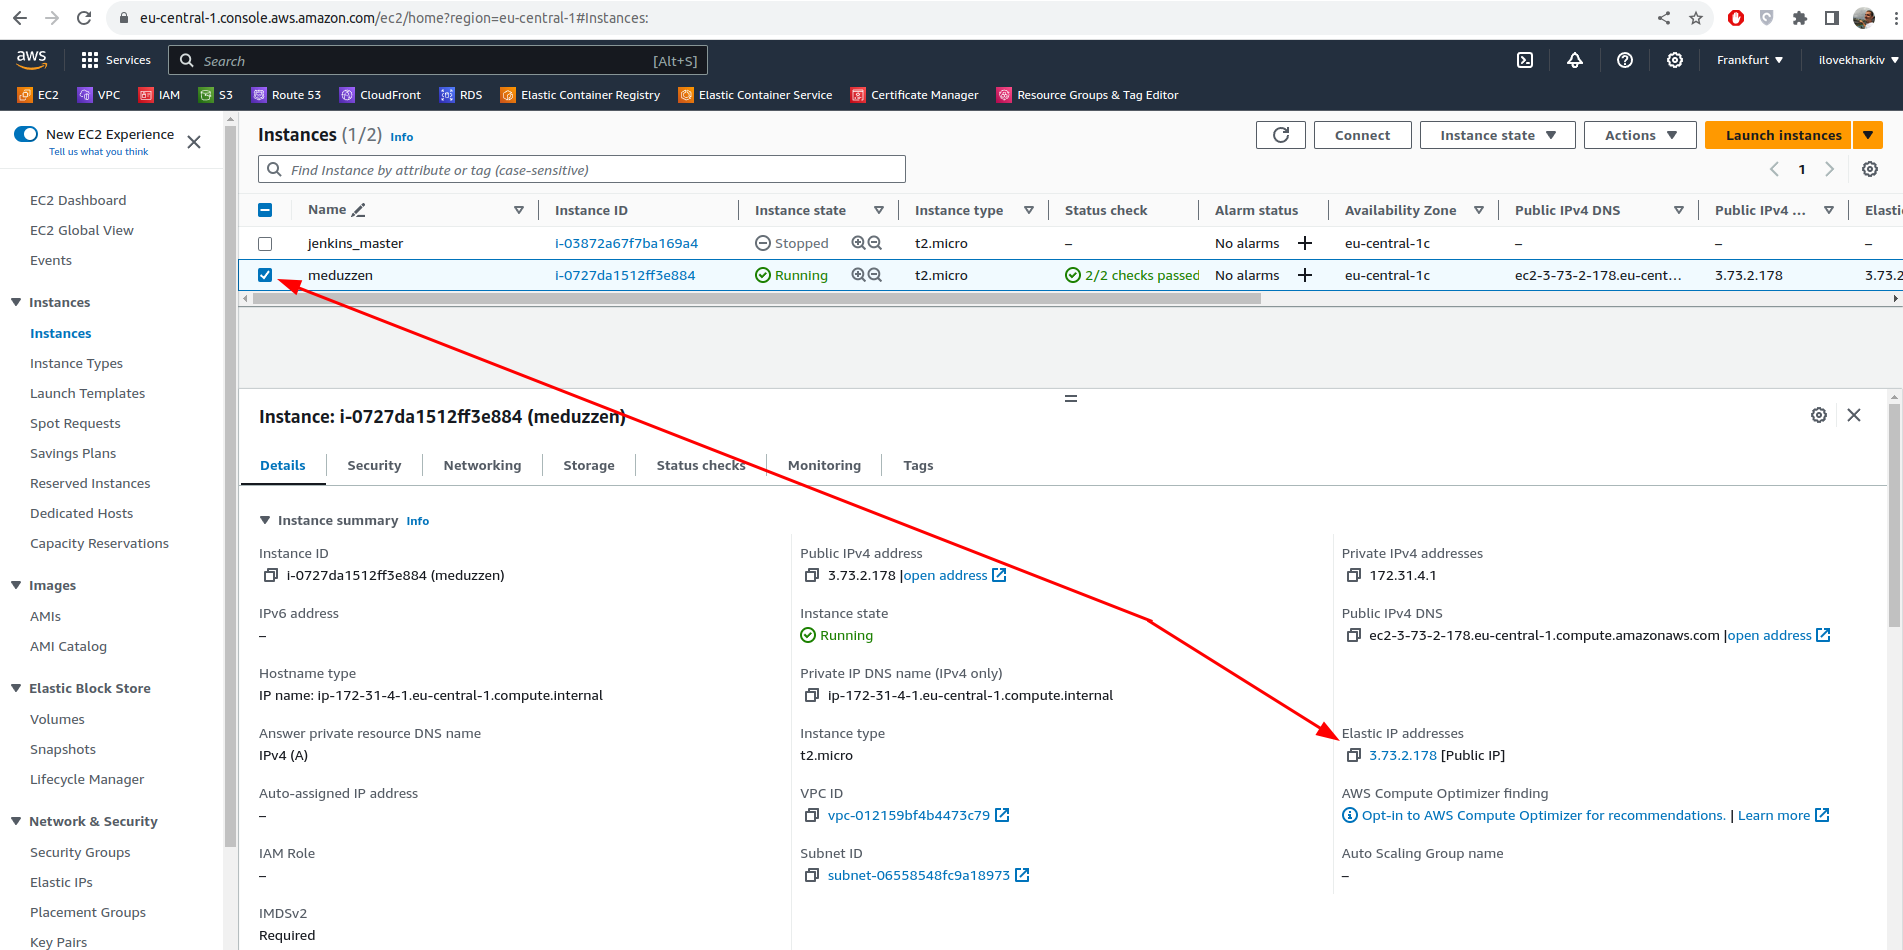 eu-central-1.console.aws.amazon.com/ec2/home?region=eu-central-1#Instances:
aws Services Search [Alt+S] Frankfurt ilovekharkiv
EC2 VPC IAM S3 Route 53 CloudFront RDS Elastic Container Registry Elastic Container Service Certificate Manager Resource Groups & Tag Editor
New EC2 Experience
Tell us what you think
EC2 Dashboard
EC2 Global View
Events
Instances
Instances
Instance Types
Launch Templates
Spot Requests
Savings Plans
Reserved Instances
Dedicated Hosts
Capacity Reservations
Images
AMIs
AMI Catalog
Elastic Block Store
Volumes
Snapshots
Lifecycle Manager
Network & Security
Security Groups
Elastic IPs
Placement Groups
Key Pairs
Instances (1/2) Info
Connect Instance state Actions Launch instances
Find Instance by attribute or tag (case-sensitive)
1
Name Instance ID Instance state Instance type Status check Alarm status Availability Zone Public IPv4 DNS Public IPv4 ... Elasti
jenkins_master i-03872a67f7ba169a4 Stopped t2.micro – No alarms + eu-central-1c – – –
meduzzen i-0727da1512ff3e884 Running t2.micro 2/2 checks passed No alarms + eu-central-1c ec2-3-73-2-178.eu-cent... 3.73.2.178 3.73.2
Instance: i-0727da1512ff3e884 (meduzzen)
Details Security Networking Storage Status checks Monitoring Tags
Instance summary Info
Instance ID
i-0727da1512ff3e884 (meduzzen)
IPv6 address
–
Hostname type
IP name: ip-172-31-4-1.eu-central-1.compute.internal
Answer private resource DNS name
IPv4 (A)
Auto-assigned IP address
–
IAM Role
–
IMDSv2
Required
Public IPv4 address
3.73.2.178 |open address
Instance state
Running
Private IP DNS name (IPv4 only)
ip-172-31-4-1.eu-central-1.compute.internal
Instance type
t2.micro
VPC ID
vpc-012159bf4b4473c79
Subnet ID
subnet-06558548fc9a18973
Private IPv4 addresses
172.31.4.1
Public IPv4 DNS
ec2-3-73-2-178.eu-central-1.compute.amazonaws.com |open address
Elastic IP addresses
3.73.2.178 [Public IP]
AWS Compute Optimizer finding
Opt-in to AWS Compute Optimizer for recommendations. | Learn more
Auto Scaling Group name
–